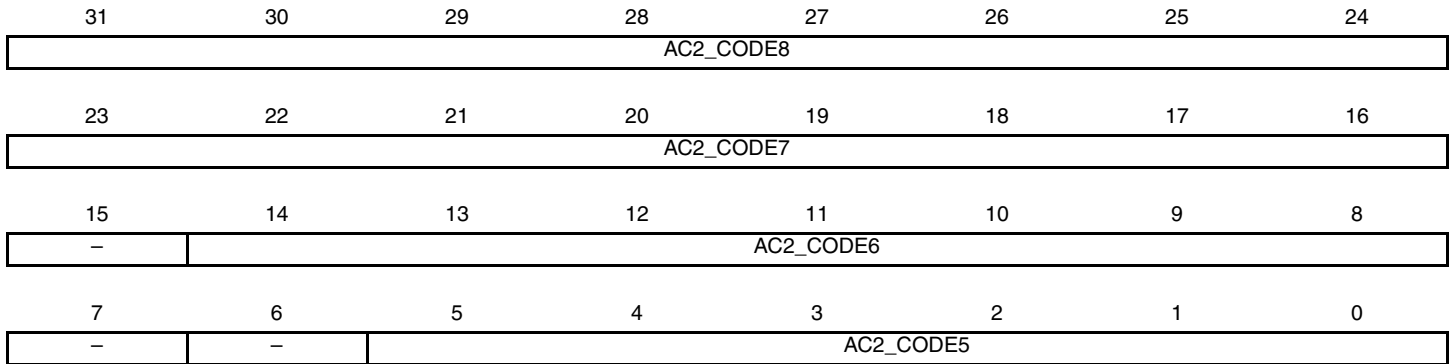 31 30 29 28 27 26 25 24
AC2_CODE8
23 22 21 20 19 18 17 16
AC2_CODE7
15 14 13 12 11 10 9 8
– AC2_CODE6
7 6 5 4 3 2 1 0
– – AC2_CODE5